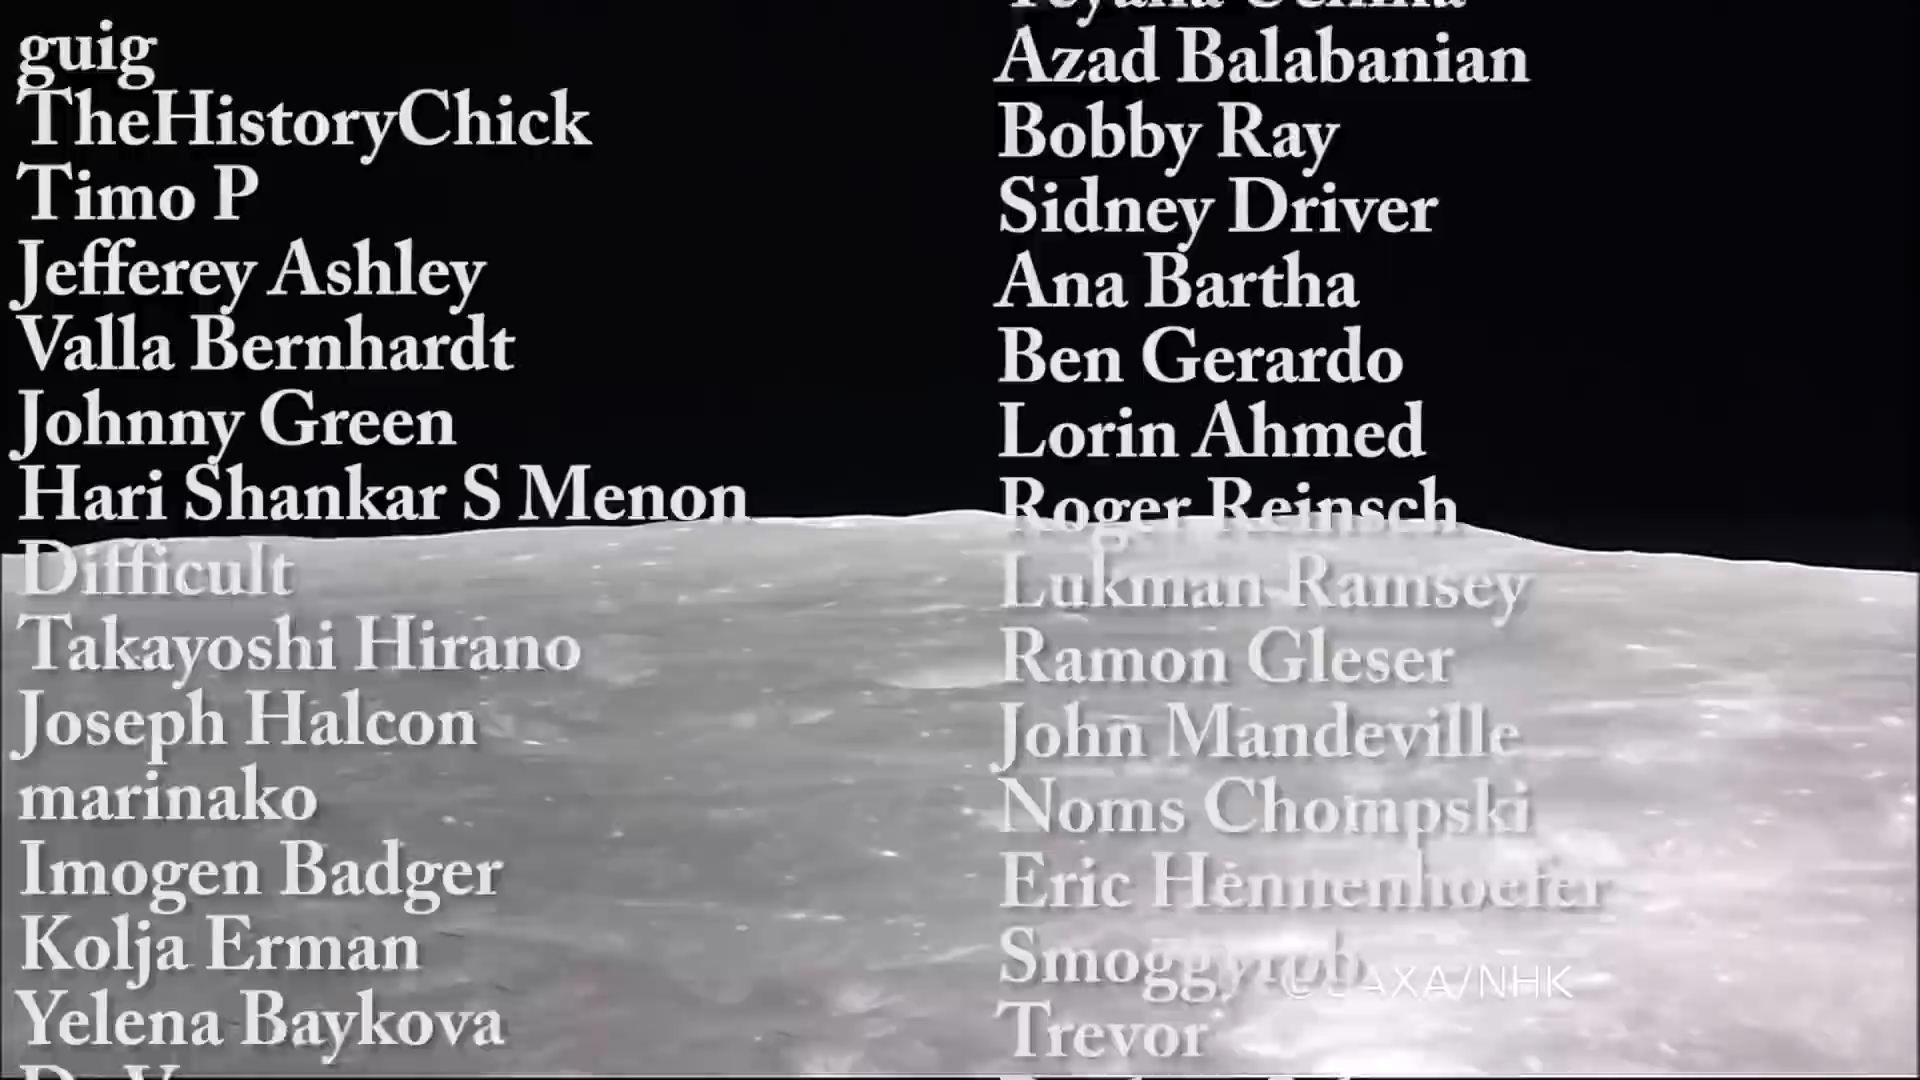 guig
TheHistoryChick
Timo P
Jefferey Ashley
Valla Bernhardt
Johnny Green
Hari Shankar S Menon
Difficult
Takayoshi Hirano
Joseph Halcon
marinako
Imogen Badger
Kolja Erman
Yelena Baykova
Azad Balabanian
Bobby Ray
Sidney Driver
Ana Bartha
Ben Gerardo
Lorin Ahmed
Roger Reinsch
Lukman Ramsey
Ramon Gleser
John Mandeville
Noms Chompski
Eric Hennenhoefer
Smoggyrob
©JAXA/NHK
Trevor